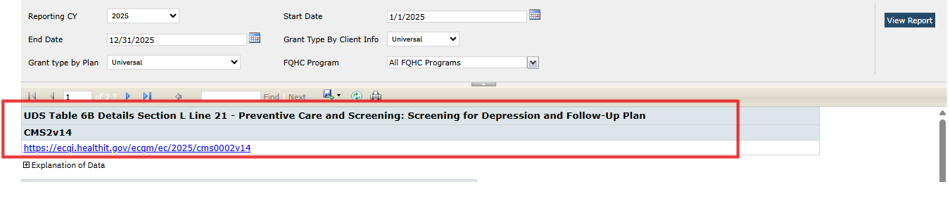 Reporting CY 2025 Start Date 1/1/2025 View Report
End Date 12/31/2025 Grant Type By Client Info Universal
Grant type by Plan Universal FQHC Program All FQHC Programs
1 of 2 ? Find | Next
UDS Table 6B Details Section L Line 21 - Preventive Care and Screening: Screening for Depression and Follow-Up Plan
CMS2v14
https://ecqi.healthit.gov/ecqm/ec/2025/cms0002v14
Explanation of Data